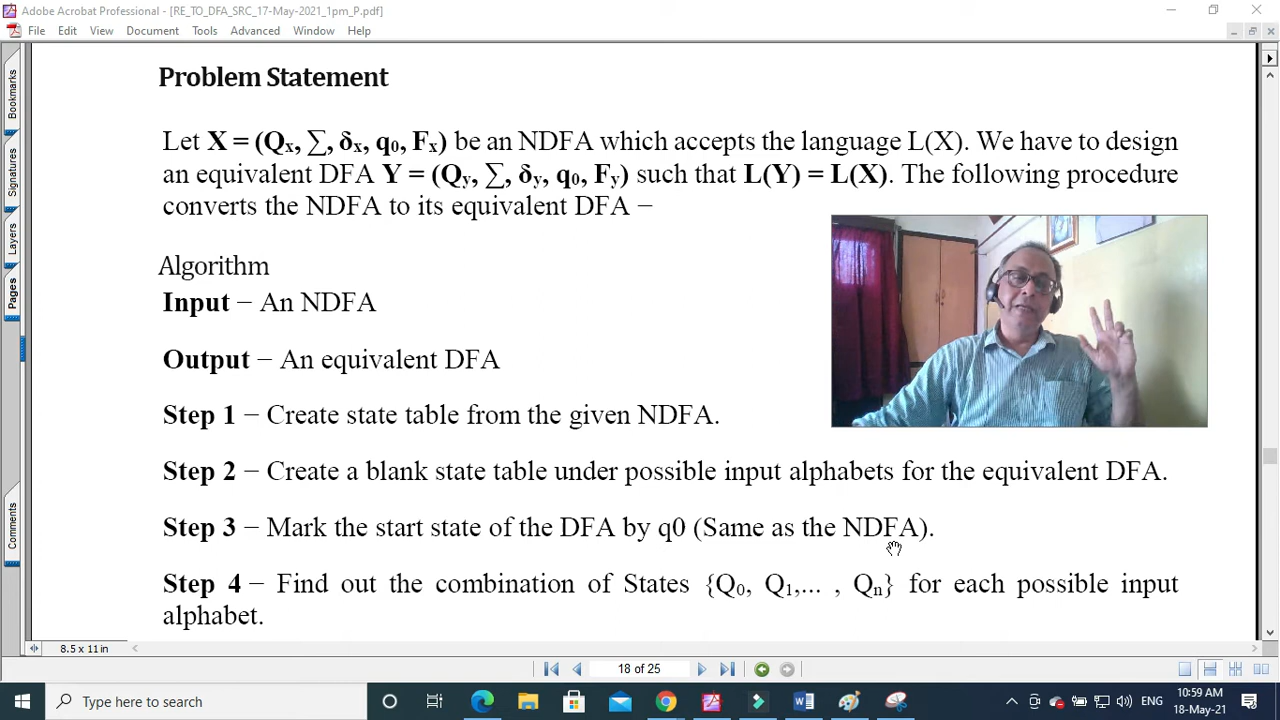 Adobe Acrobat Professional - [RE_TO_DFA_SRC_17-May-2021_1pm_P.pdf]
File Edit View Document Tools Advanced Window Help
Bookmarks
Signatures
Layers
Pages
Comments
Problem Statement
Let X = (Qx, ∑, δx, q0, Fx) be an NDFA which accepts the language L(X). We have to design
an equivalent DFA Y = (Qy, ∑, δy, q0, Fy) such that L(Y) = L(X). The following procedure
converts the NDFA to its equivalent DFA −
Algorithm
Input − An NDFA
Output − An equivalent DFA
Step 1 − Create state table from the given NDFA.
Step 2 − Create a blank state table under possible input alphabets for the equivalent DFA.
Step 3 − Mark the start state of the DFA by q0 (Same as the NDFA).
Step 4 − Find out the combination of States {Q0, Q1,... , Qn} for each possible input
alphabet.
8.5 x 11 in
18 of 25
Type here to search
ENG
10:59 AM
18-May-21